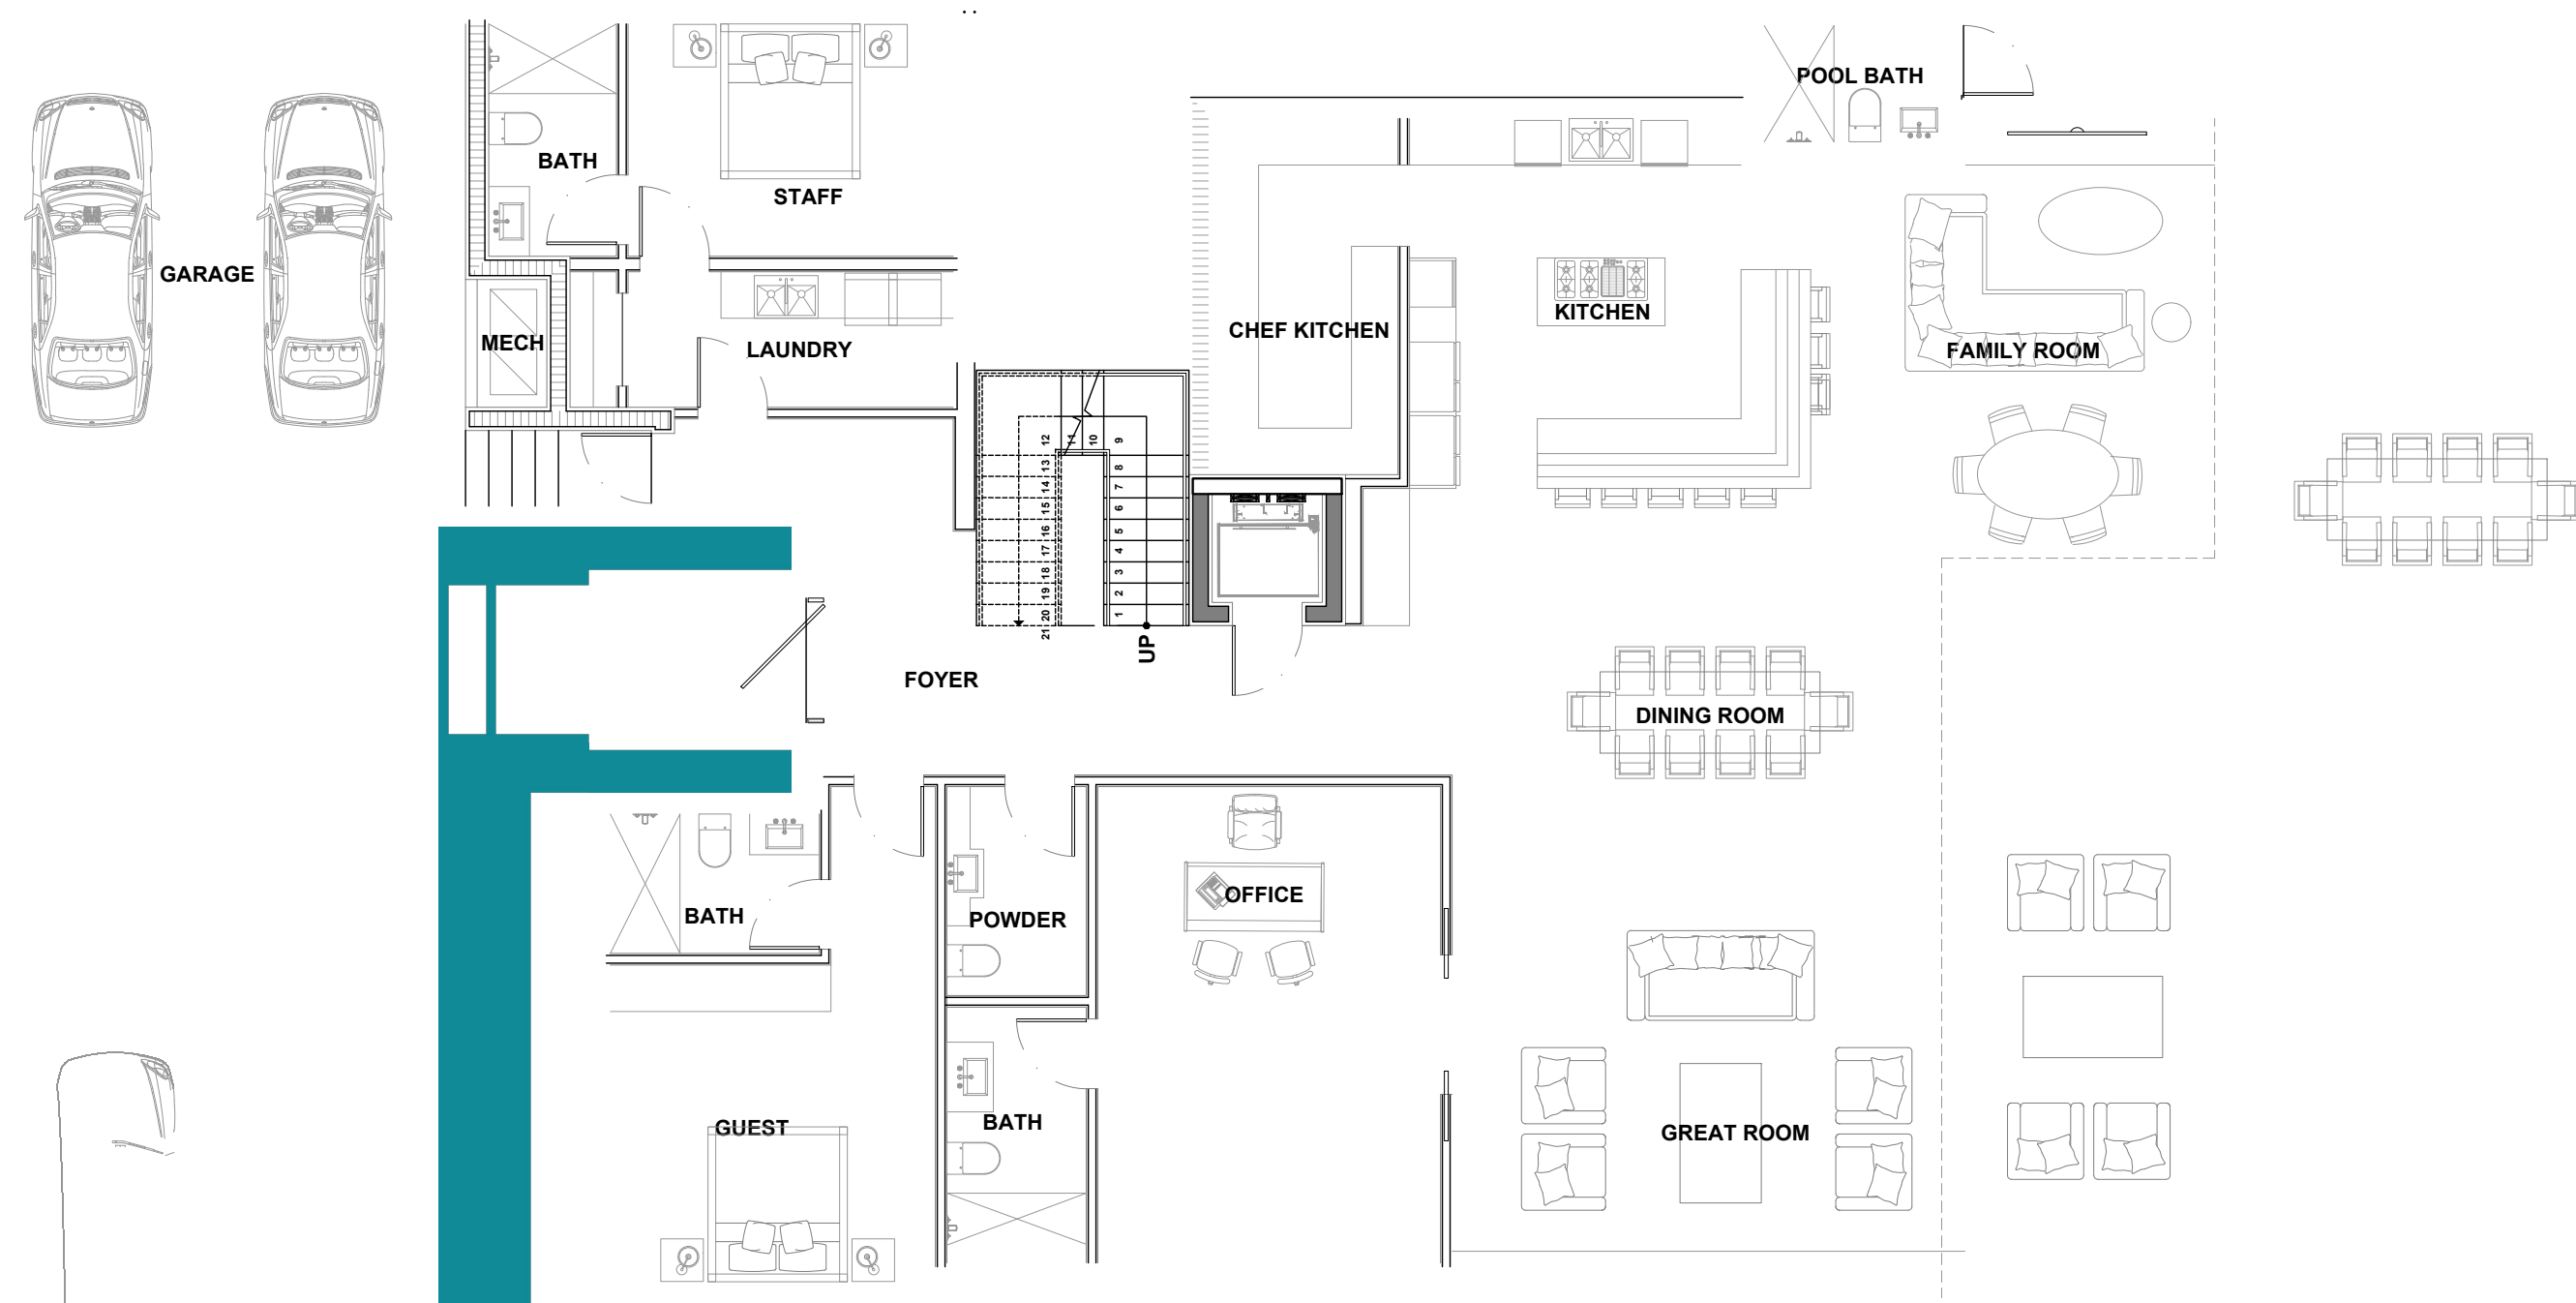 POOL BATH
BATH
STAFF
GARAGE
MECH
LAUNDRY
CHEF KITCHEN
KITCHEN
FAMILY ROOM
12
11
10
9
13
8
14
7
15
6
16
5
17
4
18
3
19
2
20
1
21
UP
FOYER
DINING ROOM
BATH
POWDER
OFFICE
GUEST
BATH
GREAT ROOM